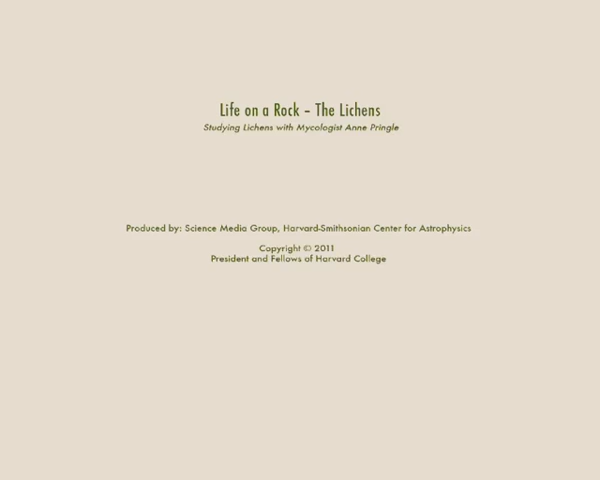 Life on a Rock – The Lichens
Studying Lichens with Mycologist Anne Pringle
Produced by: Science Media Group, Harvard-Smithsonian Center for Astrophysics
Copyright © 2011
President and Fellows of Harvard College